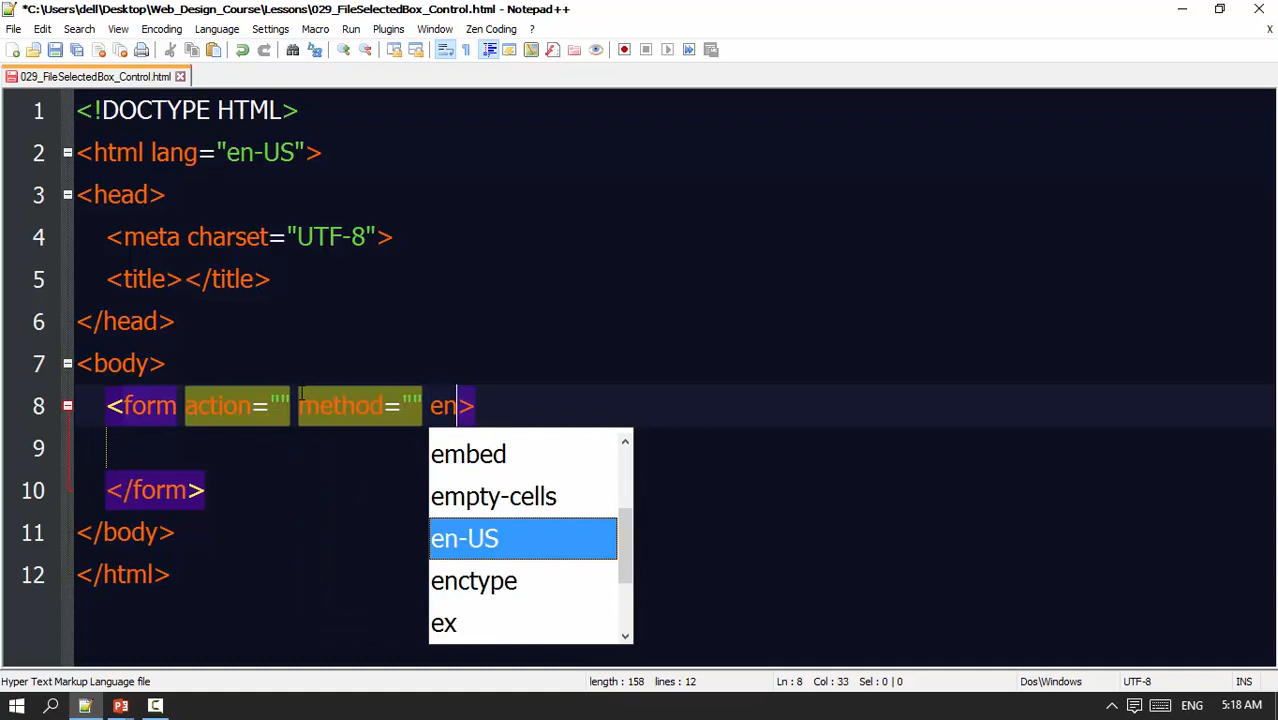 *C:\Users\dell\Desktop\Web_Design_Course\Lessons\029_FileSelectedBox_Control.html - Notepad++
File Edit Search View Encoding Language Settings Macro Run Plugins Window Zen Coding ? X
029_FileSelectedBox_Control.html
1 <!DOCTYPE HTML>
2 <html lang="en-US">
3 <head>
4 <meta charset="UTF-8">
5 <title></title>
6 </head>
7 <body>
8 <form action="" method="" en>
9
embed
10 </form>
empty-cells
11 </body>
en-US
12 </html>
enctype
ex
Hyper Text Markup Language file length : 158 lines : 12 Ln : 8 Col : 33 Sel : 0 | 0 Dos\Windows UTF-8 INS
ENG 5:18 AM